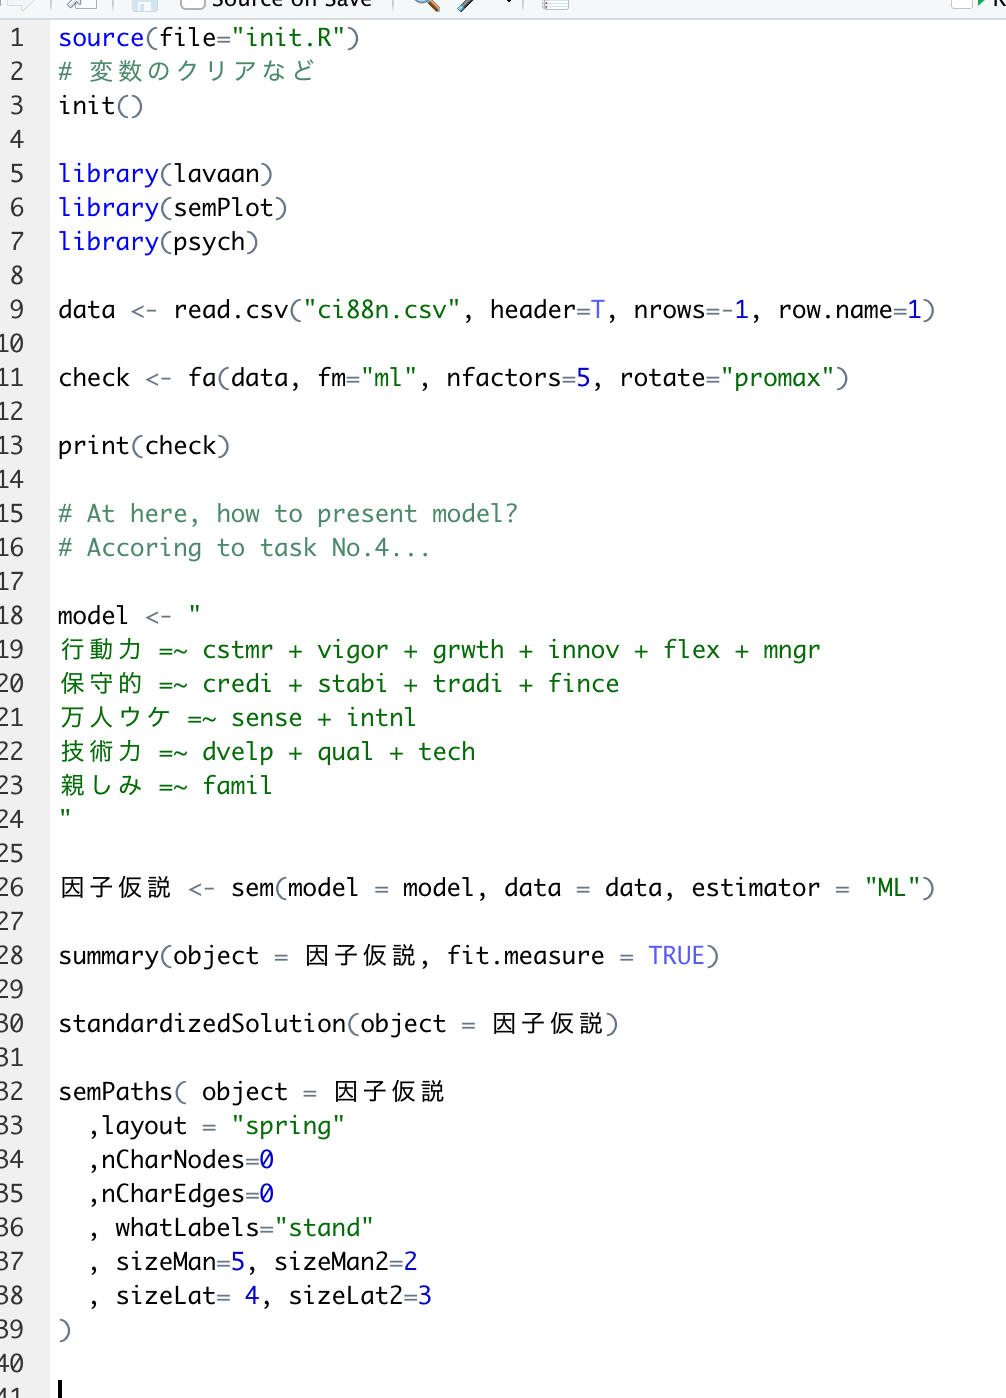 Source on Save
1 source(file="init.R")
2 # 変数のクリアなど
3 init()
4
5 library(lavaan)
6 library(semPlot)
7 library(psych)
8
9 data <- read.csv("ci88n.csv", header=T, nrows=-1, row.name=1)
10
11 check <- fa(data, fm="ml", nfactors=5, rotate="promax")
12
13 print(check)
14
15 # At here, how to present model?
16 # Accoring to task No.4...
17
18 model <- "
19 行動力 =~ cstmr + vigor + grwth + innov + flex + mngr
20 保守的 =~ credi + stabi + tradi + fince
21 万人ウケ =~ sense + intnl
22 技術力 =~ dvelp + qual + tech
23 親しみ =~ famil
24 "
25
26 因子仮説 <- sem(model = model, data = data, estimator = "ML")
27
28 summary(object = 因子仮説, fit.measure = TRUE)
29
30 standardizedSolution(object = 因子仮説)
31
32 semPaths( object = 因子仮説
33 ,layout = "spring"
34 ,nCharNodes=0
35 ,nCharEdges=0
36 , whatLabels="stand"
37 , sizeMan=5, sizeMan2=2
38 , sizeLat= 4, sizeLat2=3
39 )
40
41